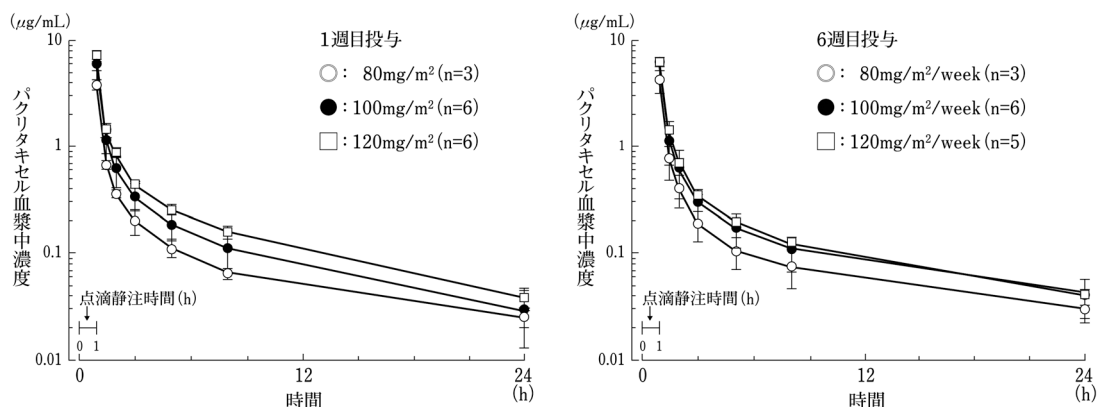 (μg/mL)
10
1
0.1
0.01
パクリタキセル血漿中濃度
1週目投与
○: 80mg/m²(n=3)
●:100mg/m²(n=6)
□:120mg/m²(n=6)
点滴静注時間(h)
0 1
0 12 24
(h)
時間
(μg/mL)
10
1
0.1
0.01
パクリタキセル血漿中濃度
6週目投与
○: 80mg/m²/week(n=3)
●:100mg/m²/week(n=6)
□:120mg/m²/week(n=5)
点滴静注時間(h)
0 1
0 12 24
(h)
時間